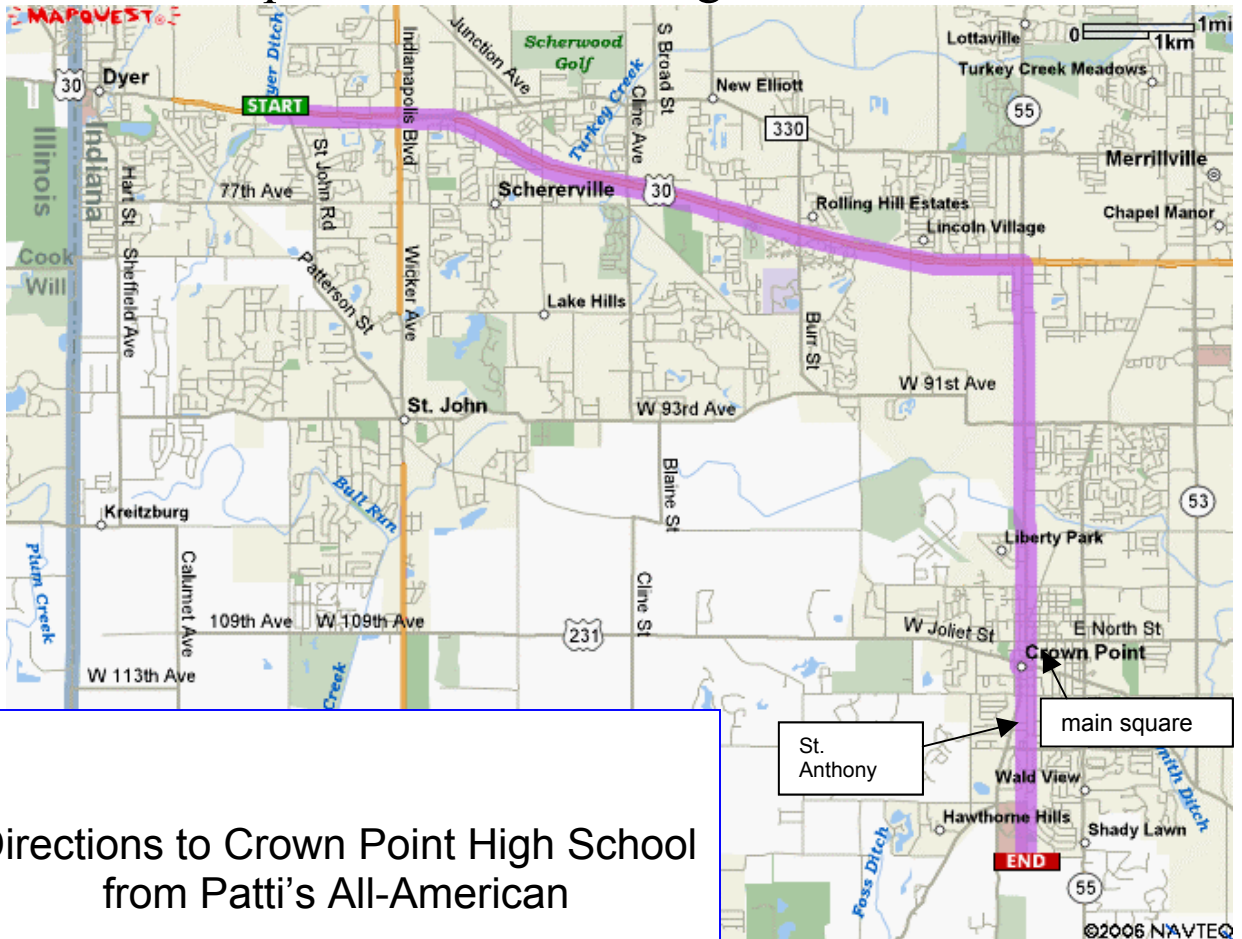 MAPQUEST
1mi
0
1km
Lottaville
Turkey Creek Meadows
55
Merrillville
Chapel Manor
30
Dyer
START
Junction Ave
Scherwood
Golf
Indianapolis Blvd
S Broad St
Cline Ave
Turkey Creek
New Elliott
330
Illinois
Indiana
Hart St
77th Ave
St John Rd
Schererville
30
Rolling Hill Estates
Lincoln Village
Cook
Will
Sheffield Ave
Patterson St
Wicker Ave
Lake Hills
Burr St
W 91st Ave
St. John
W 93rd Ave
Blaine St
53
Bull Run
Kreitzburg
Plum Creek
Calumet Ave
Liberty Park
Cline St
109th Ave
W 109th Ave
231
W Joliet St
E North St
Crown Point
W 113th Ave
Creek
main square
St.
Anthony
Wald View
Hawthorne Hills
Shady Lawn
Foss Ditch
END
55
©2006 NAVTEQ
Directions to Crown Point High School
from Patti's All-American